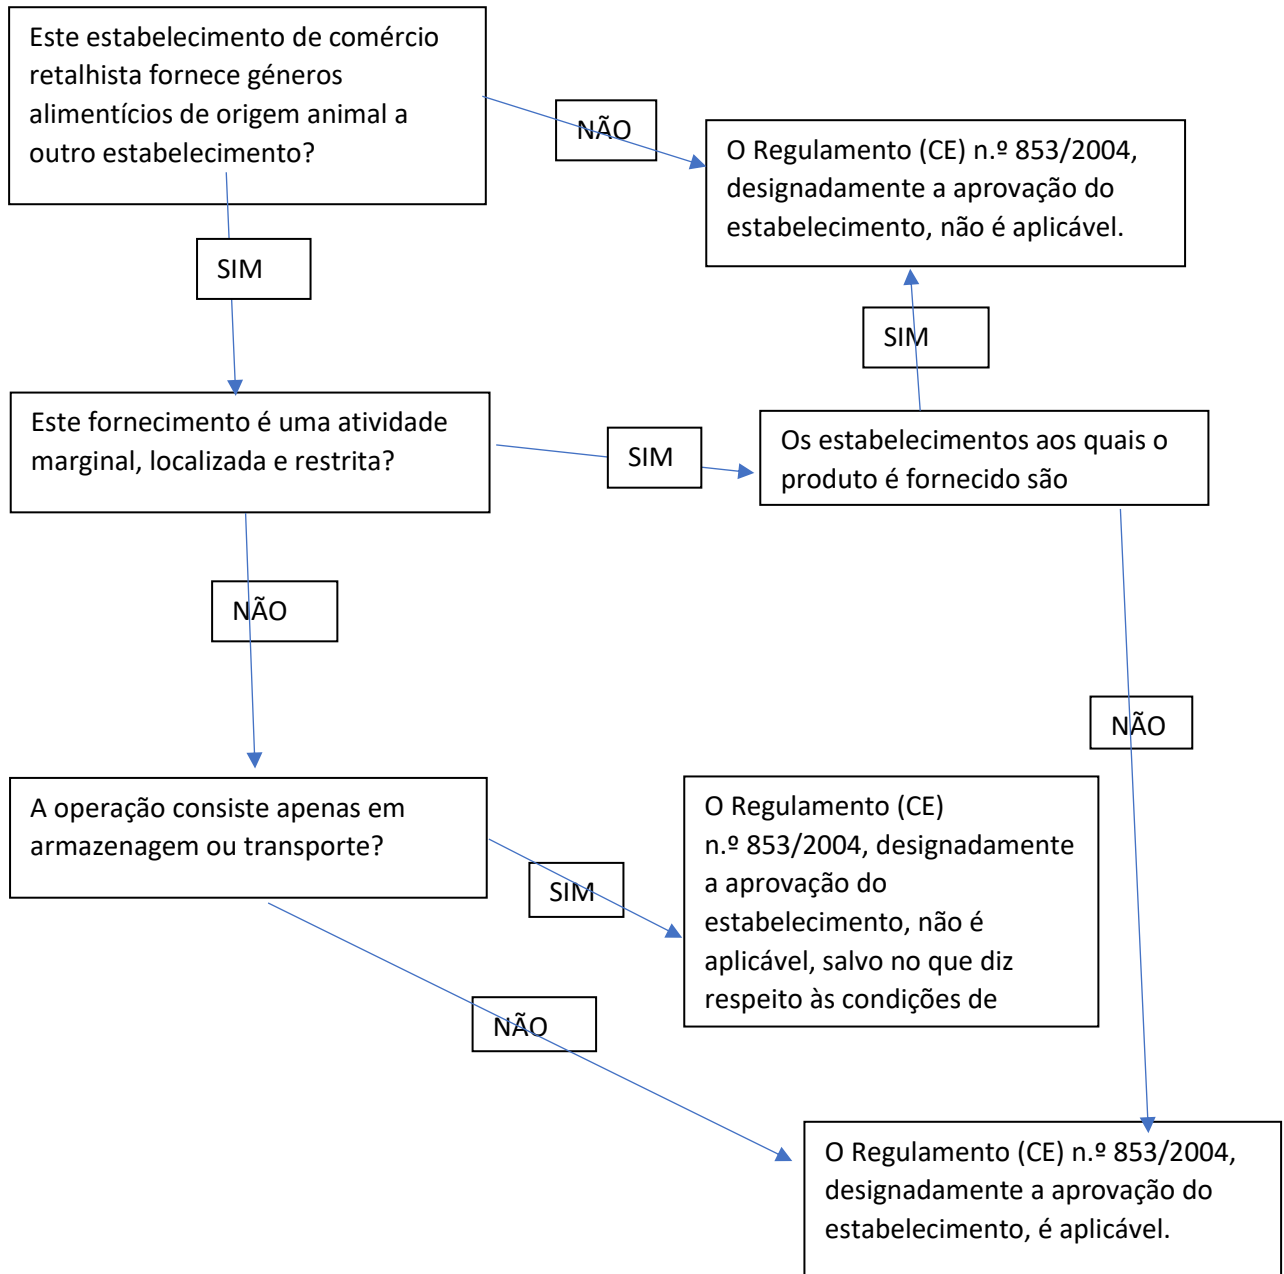 Este estabelecimento de comércio
retalhista fornece géneros
alimentícios de origem animal a
outro estabelecimento?
NÃO
O Regulamento (CE) n.º 853/2004,
designadamente a aprovação do
estabelecimento, não é aplicável.
SIM
SIM
Este fornecimento é uma atividade
marginal, localizada e restrita?
SIM
Os estabelecimentos aos quais o
produto é fornecido são
NÃO
NÃO
A operação consiste apenas em
armazenagem ou transporte?
SIM
O Regulamento (CE)
n.º 853/2004, designadamente
a aprovação do
estabelecimento, não é
aplicável, salvo no que diz
respeito às condições de
NÃO
O Regulamento (CE) n.º 853/2004,
designadamente a aprovação do
estabelecimento, é aplicável.